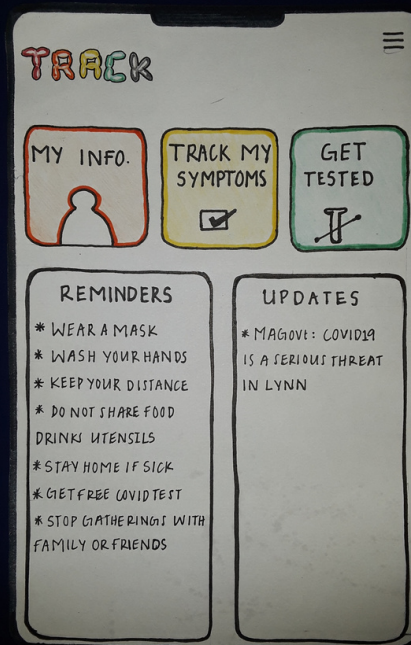 TRACK
MY INFO.
TRACK MY
SYMPTOMS
GET
TESTED
REMINDERS
* WEAR A MASK
* WASH YOUR HANDS
* KEEP YOUR DISTANCE
* DO NOT SHARE FOOD
DRINKS UTENSILS
* STAY HOME IF SICK
* GET FREE COVID TEST
* STOP GATHERINGS WITH
FAMILY OR FRIENDS
UPDATES
* MAGOVt: COVID19
IS A SERIOUS THREAT
IN LYNN